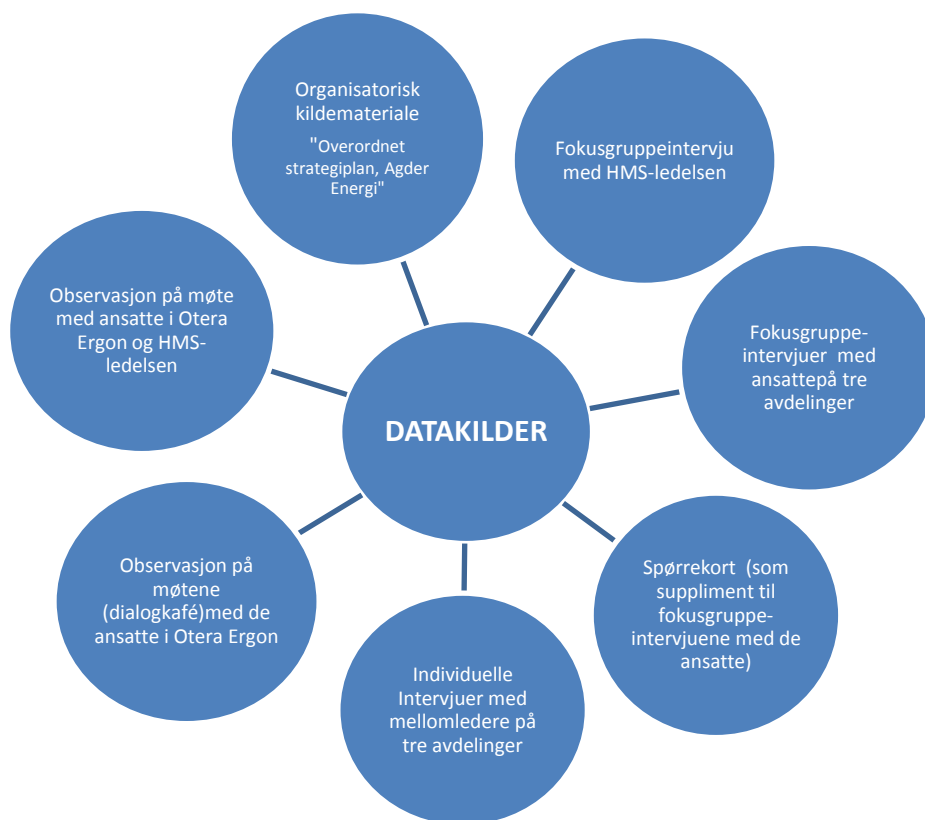 Organisatorisk
kildemateriale
"Overordnet
strategiplan, Agder
Energi"
Fokusgruppeintervju
med HMS-ledelsen
Fokusgruppe-
intervjuer med
ansattepå tre
avdelinger
Spørrekort (som
suppliment til
fokusgruppe-
intervjuene med de
ansatte)
Individuelle
Intervjuer med
mellomledere på
tre avdelinger
Observasjon på
møtene
(dialogkafé)med de
ansatte i Otera Ergon
Observasjon på møte
med ansatte i Otera
Ergon og HMS-
ledelsen
DATAKILDER